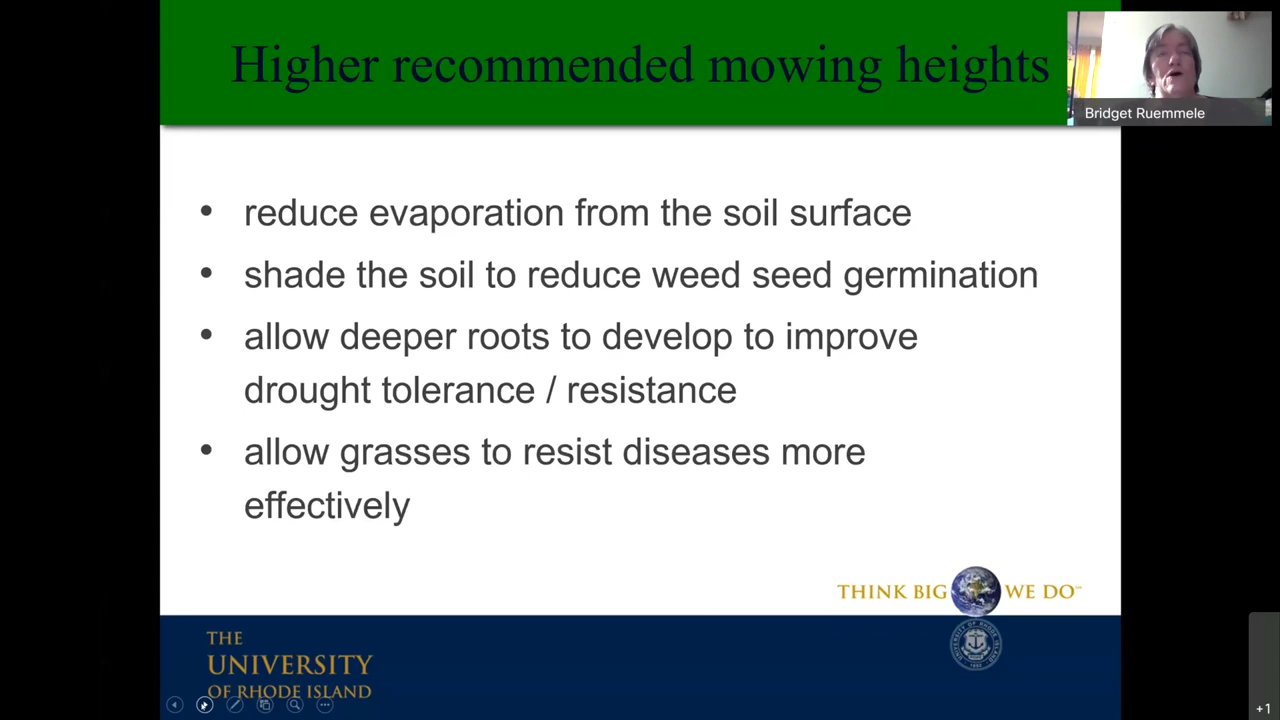 Higher recommended mowing heights
Bridget Ruemmele
• reduce evaporation from the soil surface
• shade the soil to reduce weed seed germination
• allow deeper roots to develop to improve
drought tolerance / resistance
• allow grasses to resist diseases more
effectively
THINK BIG WE DO℠
THE
UNIVERSITY
OF RHODE ISLAND
+1